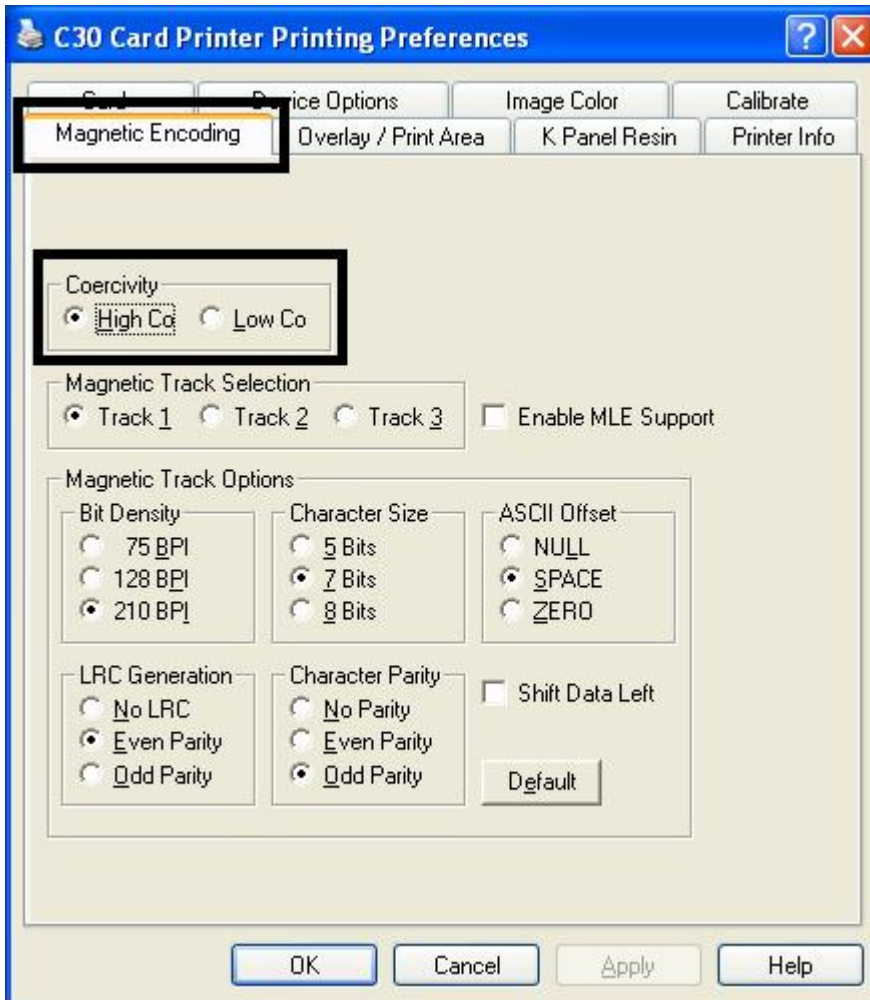 C30 Card Printer Printing Preferences
Device Options Image Color Calibrate
Magnetic Encoding Overlay / Print Area K Panel Resin Printer Info
Coercivity
High Co Low Co
Magnetic Track Selection
Track 1 Track 2 Track 3 Enable MLE Support
Magnetic Track Options
Bit Density Character Size ASCII Offset
75 BPI 5 Bits NULL
128 BPI 7 Bits SPACE
210 BPI 8 Bits ZERO
LRC Generation Character Parity
No LRC No Parity Shift Data Left
Even Parity Even Parity
Odd Parity Odd Parity Default
OK Cancel Apply Help